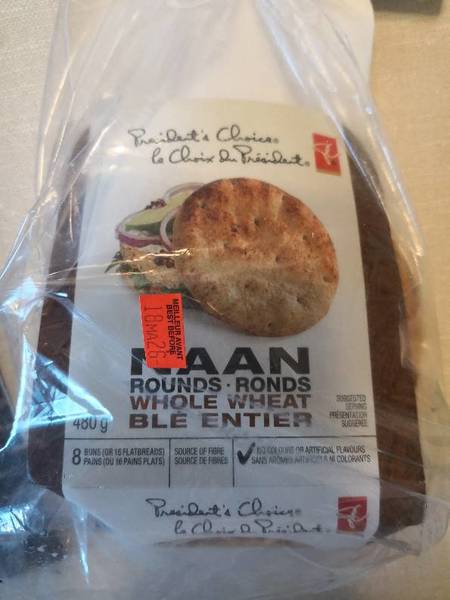 President's Choice®
le Choix du Président®
PC
MEILLEUR AVANT
BEST BEFORE
18MA26
NAAN
ROUNDS · RONDS
WHOLE WHEAT
BLÉ ENTIER
480 g
SUGGESTED
SERVING
PRÉSENTATION
SUGGÉRÉE
8 BUNS (OR 16 FLATBREADS)
PAINS (OU 16 PAINS PLATS)
SOURCE OF FIBRE
SOURCE DE FIBRES
NO COLOURS OR ARTIFICIAL FLAVOURS
SANS ARÔMES ARTIFICIELS NI COLORANTS
President's Choice®
le Choix du Président®
PC